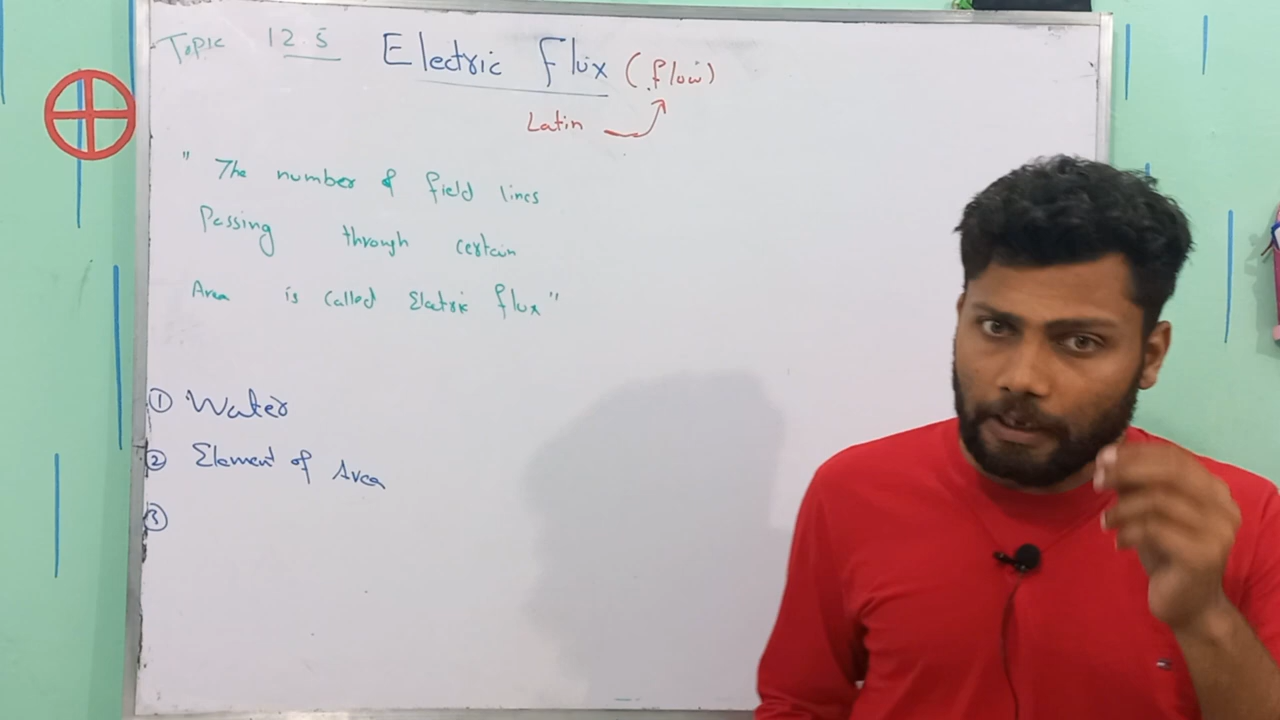 Topic 12.5
Electric Flux (flow)
Latin
" The number of field lines
Passing through certain
Area is called Electric flux "
① Water
② Element of Area
③